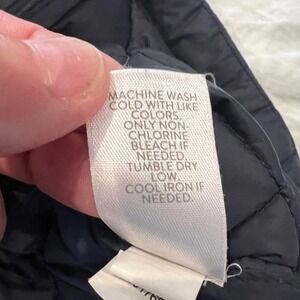 MACHINE WASH
COLD WITH LIKE
COLORS.
ONLY NON-
CHLORINE
BLEACH IF
NEEDED.
TUMBLE DRY
LOW.
COOL IRON IF
NEEDED.